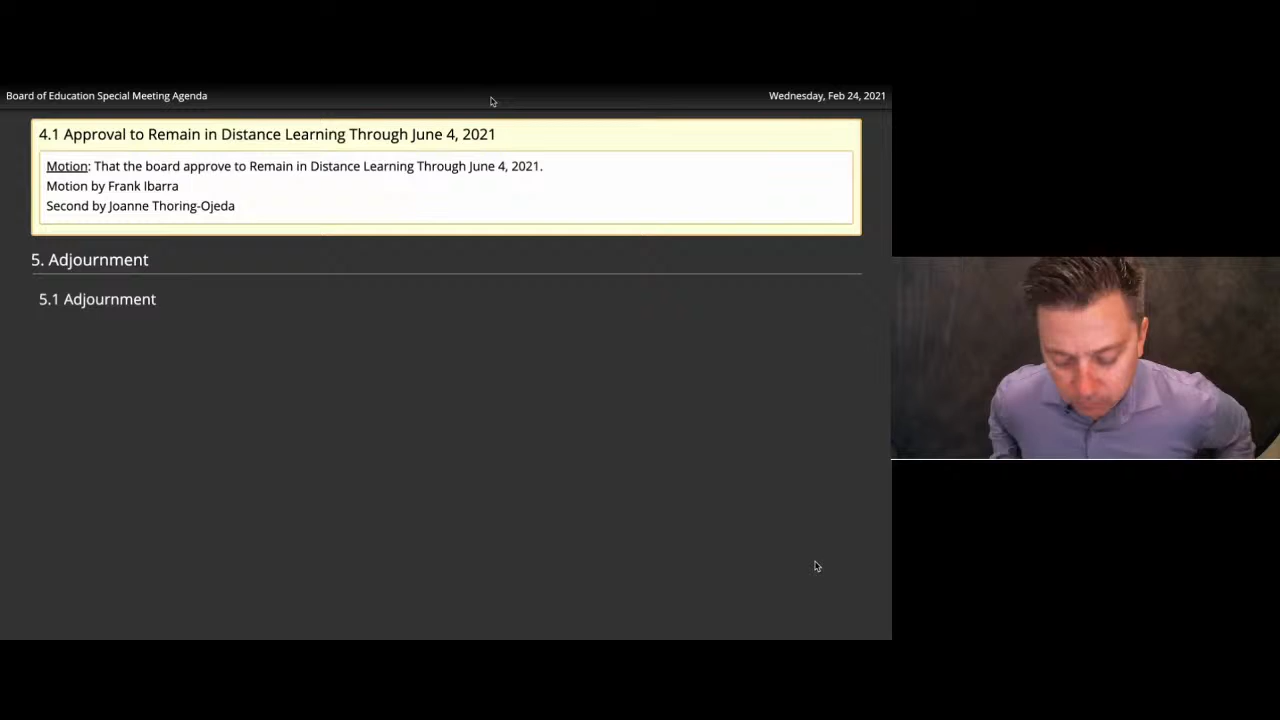 Board of Education Special Meeting Agenda
Wednesday, Feb 24, 2021
4.1 Approval to Remain in Distance Learning Through June 4, 2021
Motion: That the board approve to Remain in Distance Learning Through June 4, 2021.
Motion by Frank Ibarra
Second by Joanne Thoring-Ojeda
5. Adjournment
5.1 Adjournment